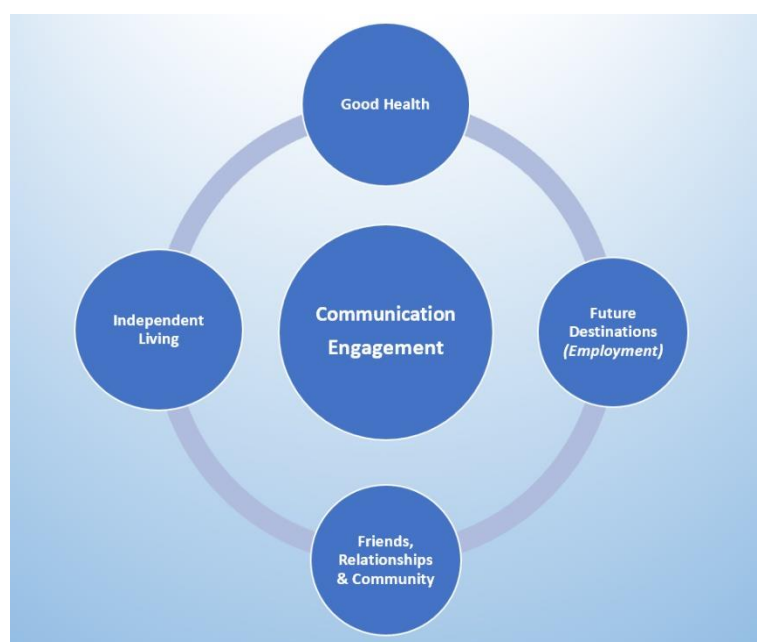 Good Health
Independent
Living
Communication
Engagement
Future
Destinations
(Employment)
Friends,
Relationships
& Community